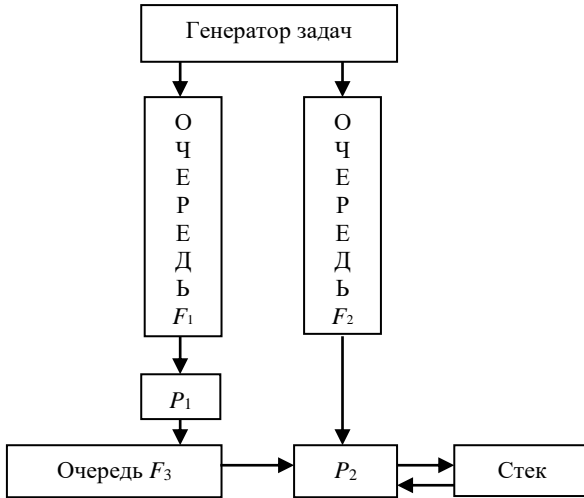 Генератор задач
О
Ч
Е
Р
Е
Д
Ь
F1
О
Ч
Е
Р
Е
Д
Ь
F2
P1
Очередь F3
P2
Стек